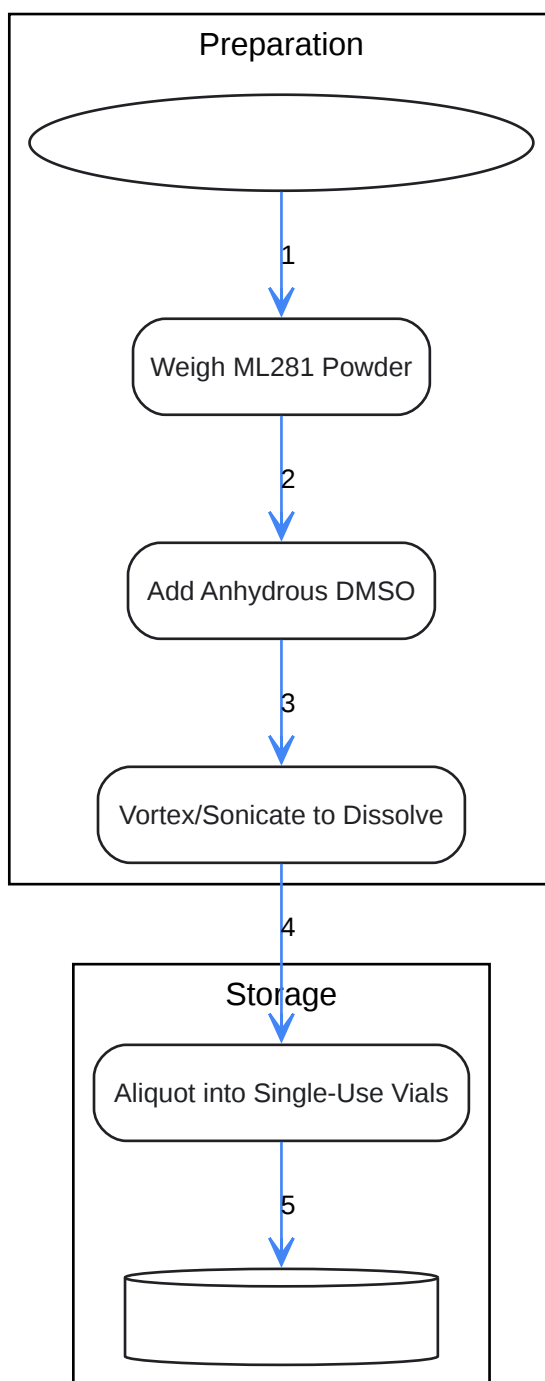 Preparation
1
Weigh ML281 Powder
2
Add Anhydrous DMSO
3
Vortex/Sonicate to Dissolve
4
Storage
Aliquot into Single-Use Vials
5